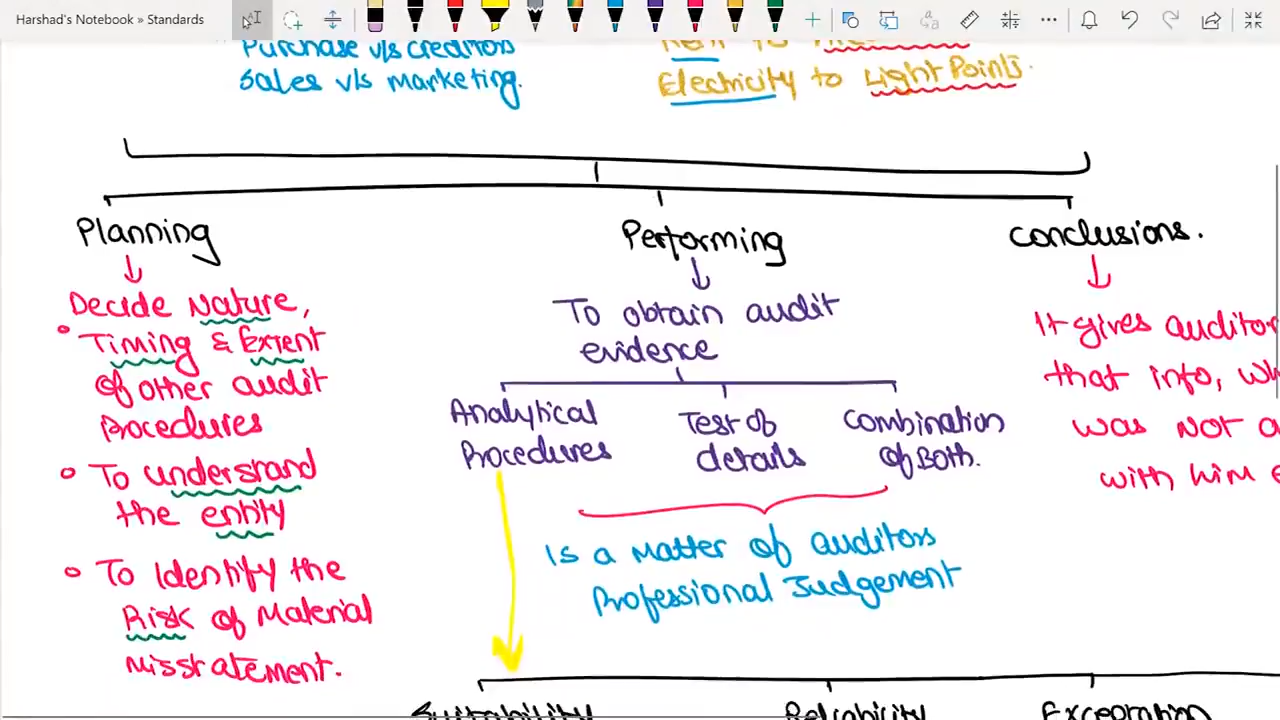 Harshad's Notebook » Standards
Purchase v/s creditors
Sales v/s marketing.
Rent to
Electricity to Light Points.
Planning
Decide Nature,
• Timing & Extent
of other audit
Procedures
• To understand
the entity
• To Identify the
Risk of Material
Misstatement.
Performing
To obtain audit
evidence
Analytical
Procedures
Test of
details
Combination
of Both.
Is a Matter of auditors
Professional Judgement
Conclusions.
It gives auditor
that info,
was not
with him
Suitability
Reliability